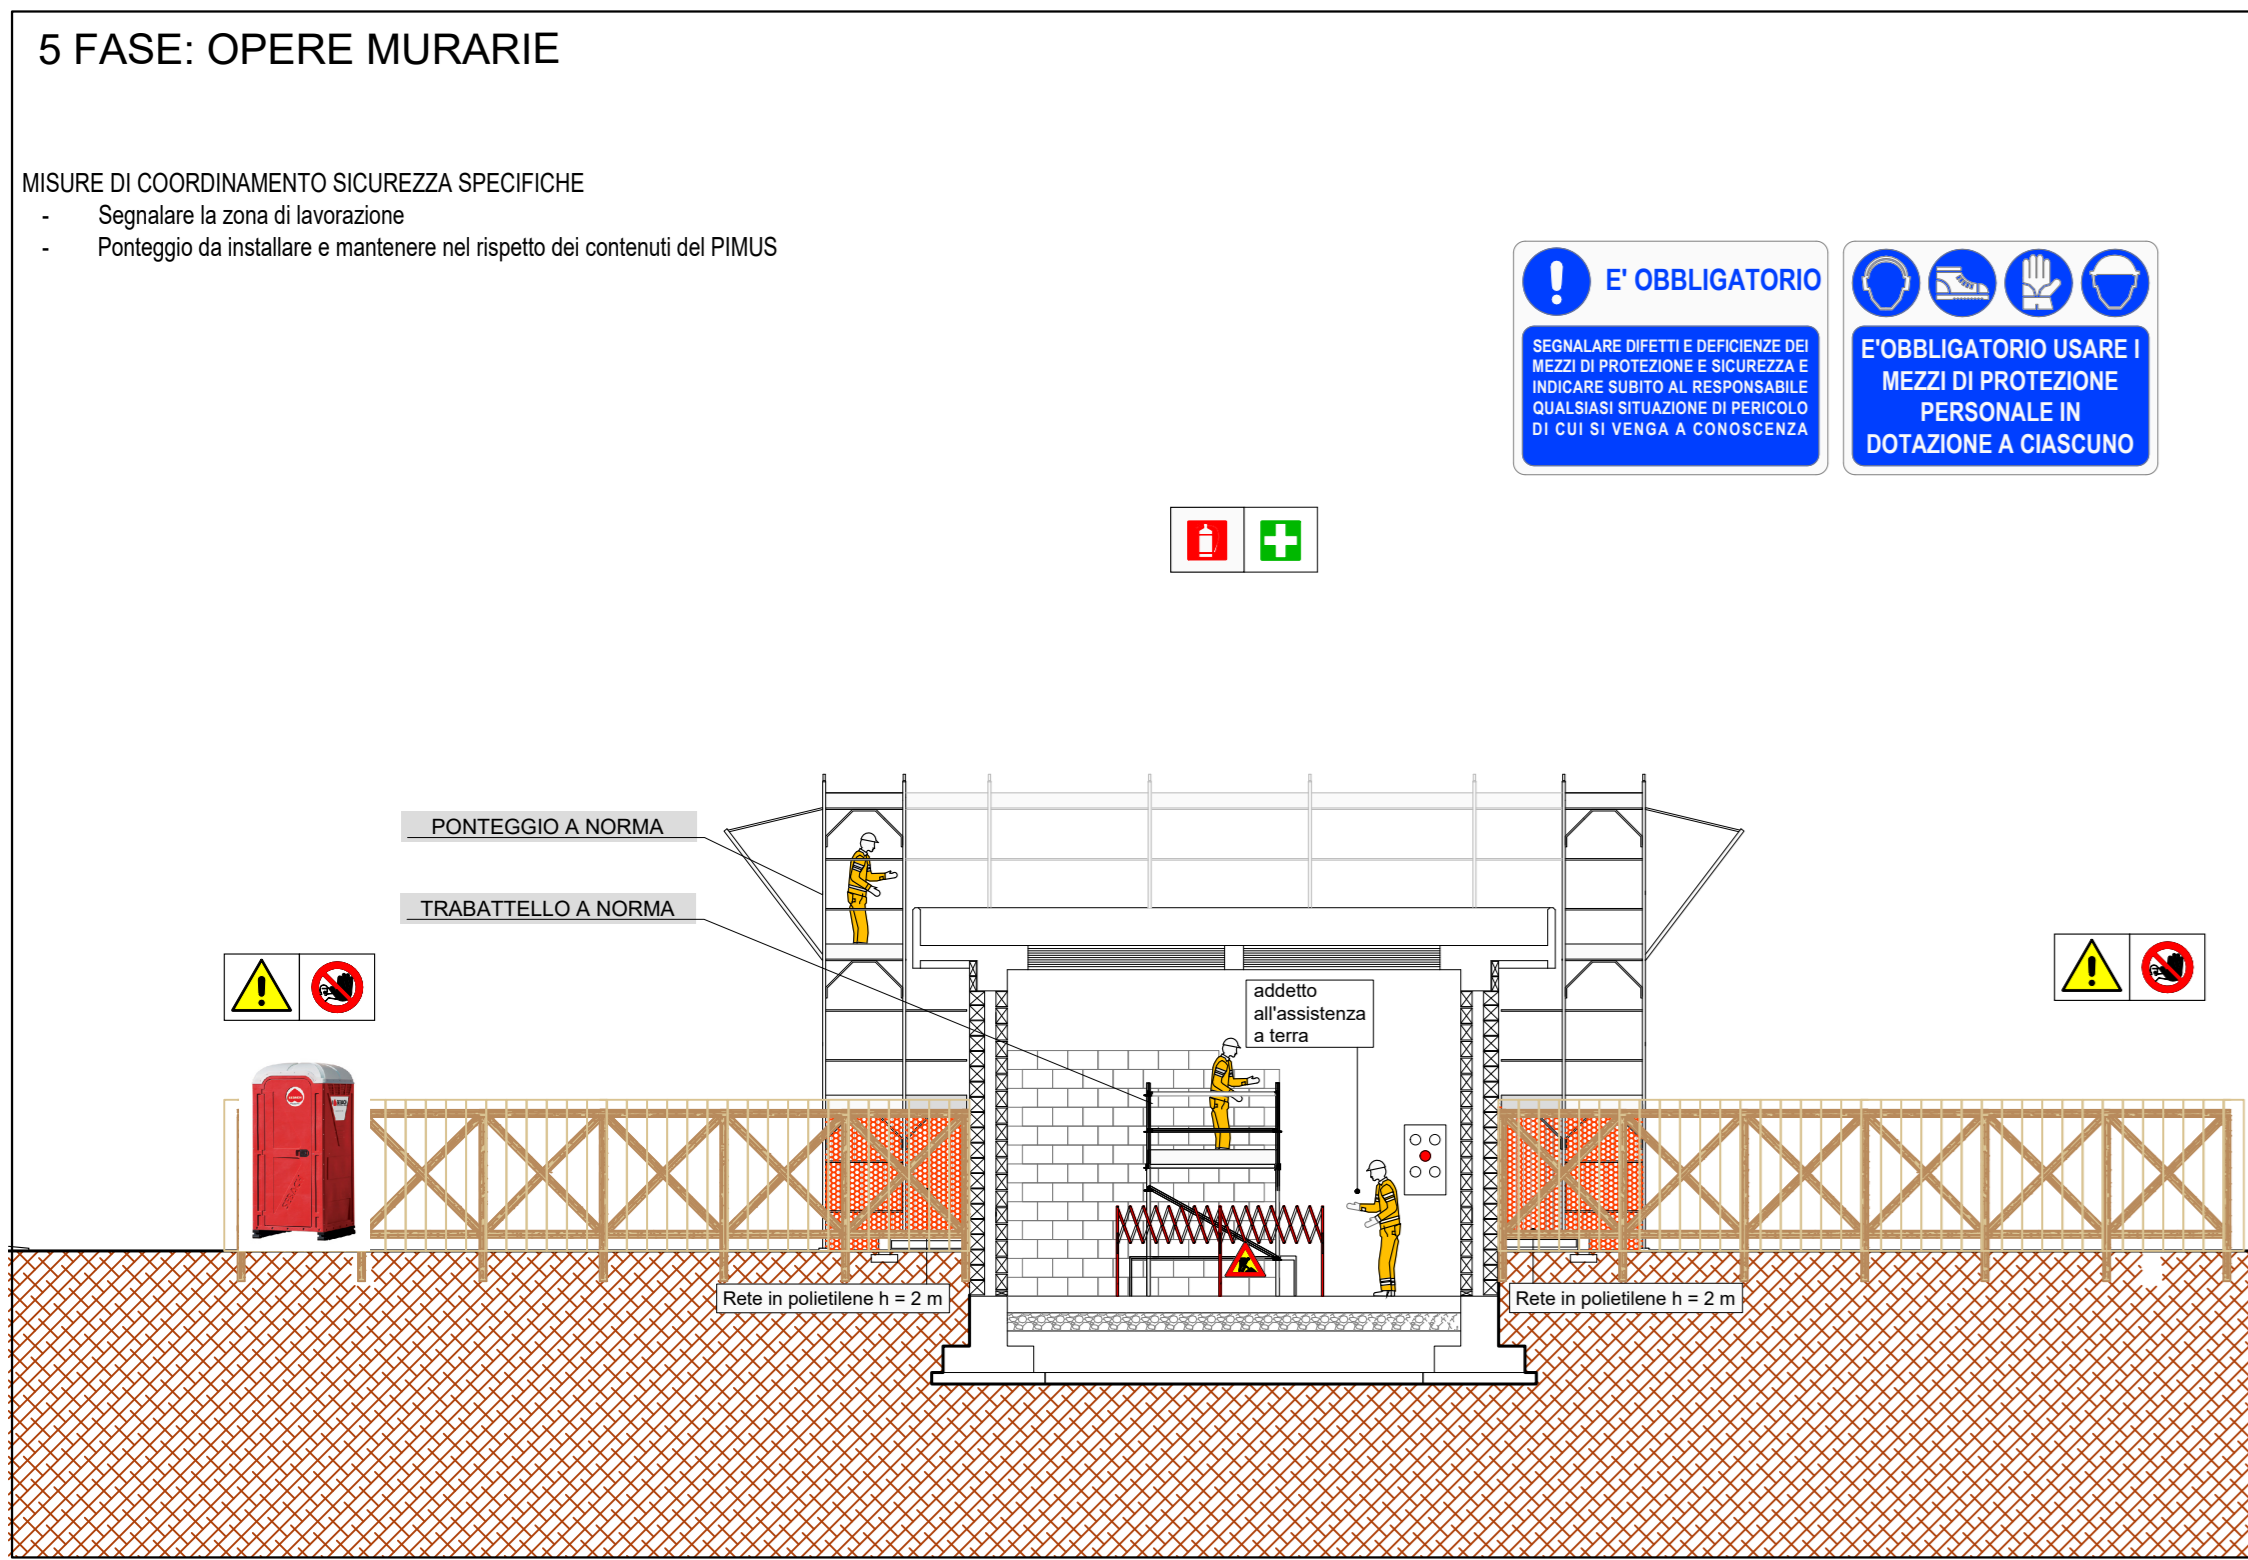 5 FASE: OPERE MURARIE
MISURE DI COORDINAMENTO SICUREZZA SPECIFICHE
- Segnalare la zona di lavorazione
- Ponteggio da installare e mantenere nel rispetto dei contenuti del PIMUS
E' OBBLIGATORIO
SEGNALARE DIFETTI E DEFICIENZE DEI
MEZZI DI PROTEZIONE E SICUREZZA E
INDICARE SUBITO AL RESPONSABILE
QUALSIASI SITUAZIONE DI PERICOLO
DI CUI SI VENGA A CONOSCENZA
E'OBBLIGATORIO USARE I
MEZZI DI PROTEZIONE
PERSONALE IN
DOTAZIONE A CIASCUNO
PONTEGGIO A NORMA
TRABATTELLO A NORMA
addetto
all'assistenza
a terra
Rete in polietilene h = 2 m
Rete in polietilene h = 2 m